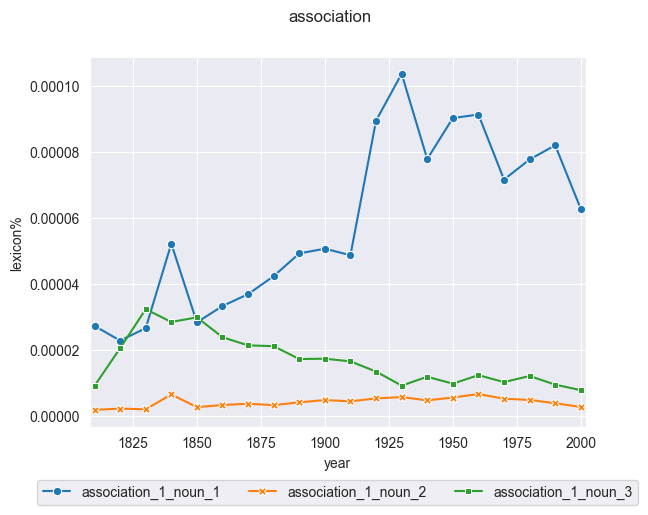 association
0.00010
0.00008
0.00006
0.00004
0.00002
0.00000
lexicon%
1825 1850 1875 1900 1925 1950 1975 2000
year
association_1_noun_1 association_1_noun_2 association_1_noun_3